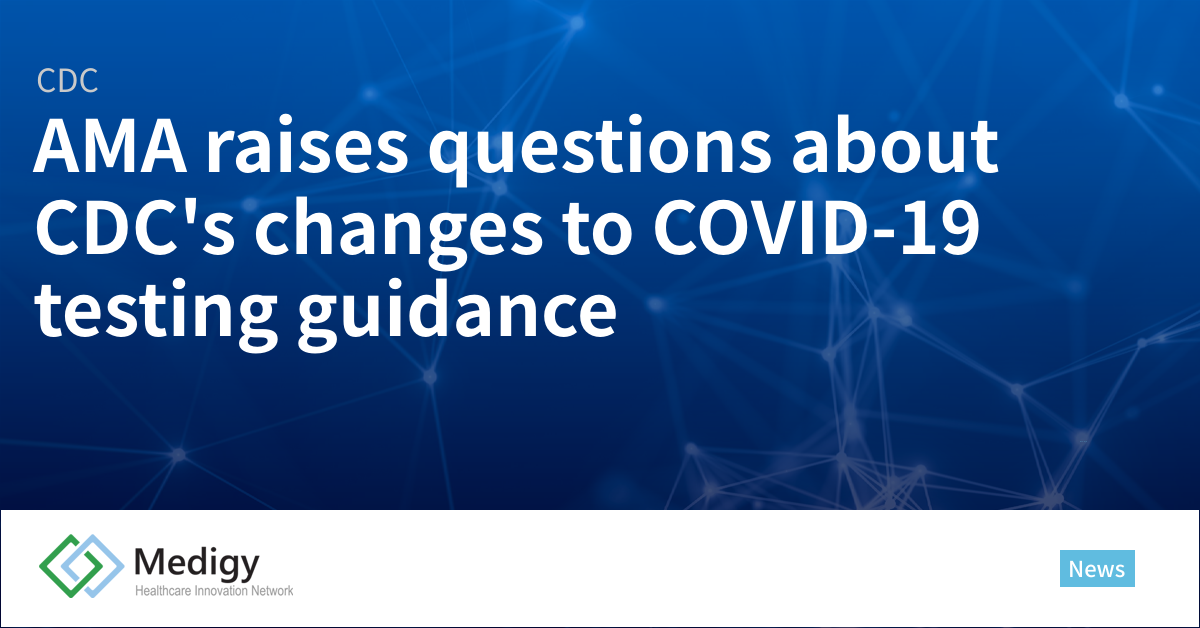 CDC
AMA raises questions about
CDC's changes to COVID-19
testing guidance
Medigy
Healthcare Innovation Network
News